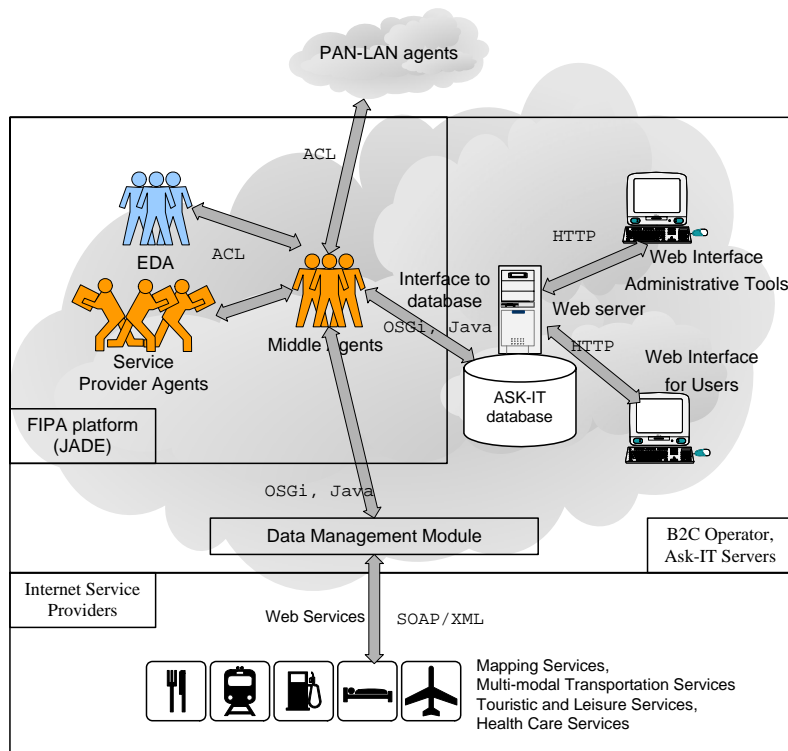 PAN-LAN agents
ACL
EDA
ACL
HTTP
Web Interface
Administrative Tools
Interface to
database
OSGi, Java
Web server
HTTP
Middle Agents
Service
Provider Agents
Web Interface
for Users
ASK-IT
database
FIPA platform
(JADE)
OSGi, Java
Data Management Module
B2C Operator,
Ask-IT Servers
Internet Service
Providers
Web Services
SOAP/XML
Mapping Services,
Multi-modal Transportation Services
Touristic and Leisure Services,
Health Care Services